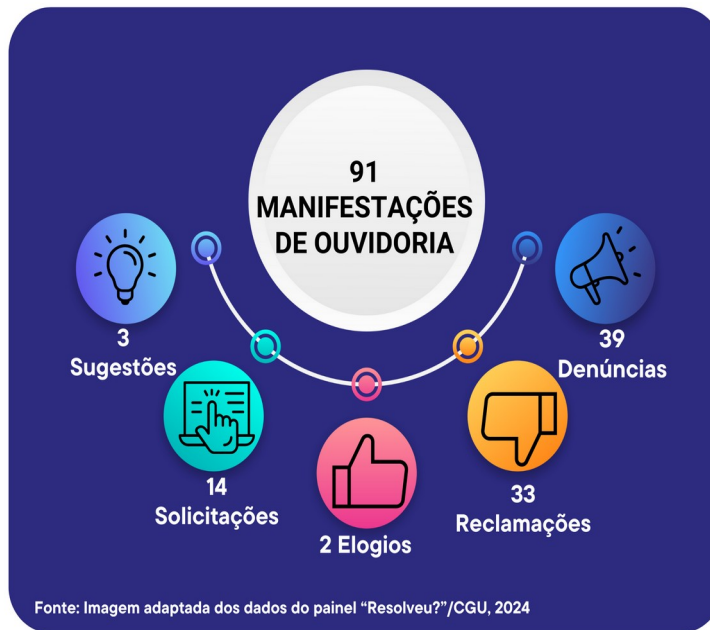 91
MANIFESTAÇÕES
DE OUVIDORIA
3
Sugestões
14
Solicitações
2 Elogios
33
Reclamações
39
Denúncias
Fonte: Imagem adaptada dos dados do painel “Resolveu?”/CGU, 2024